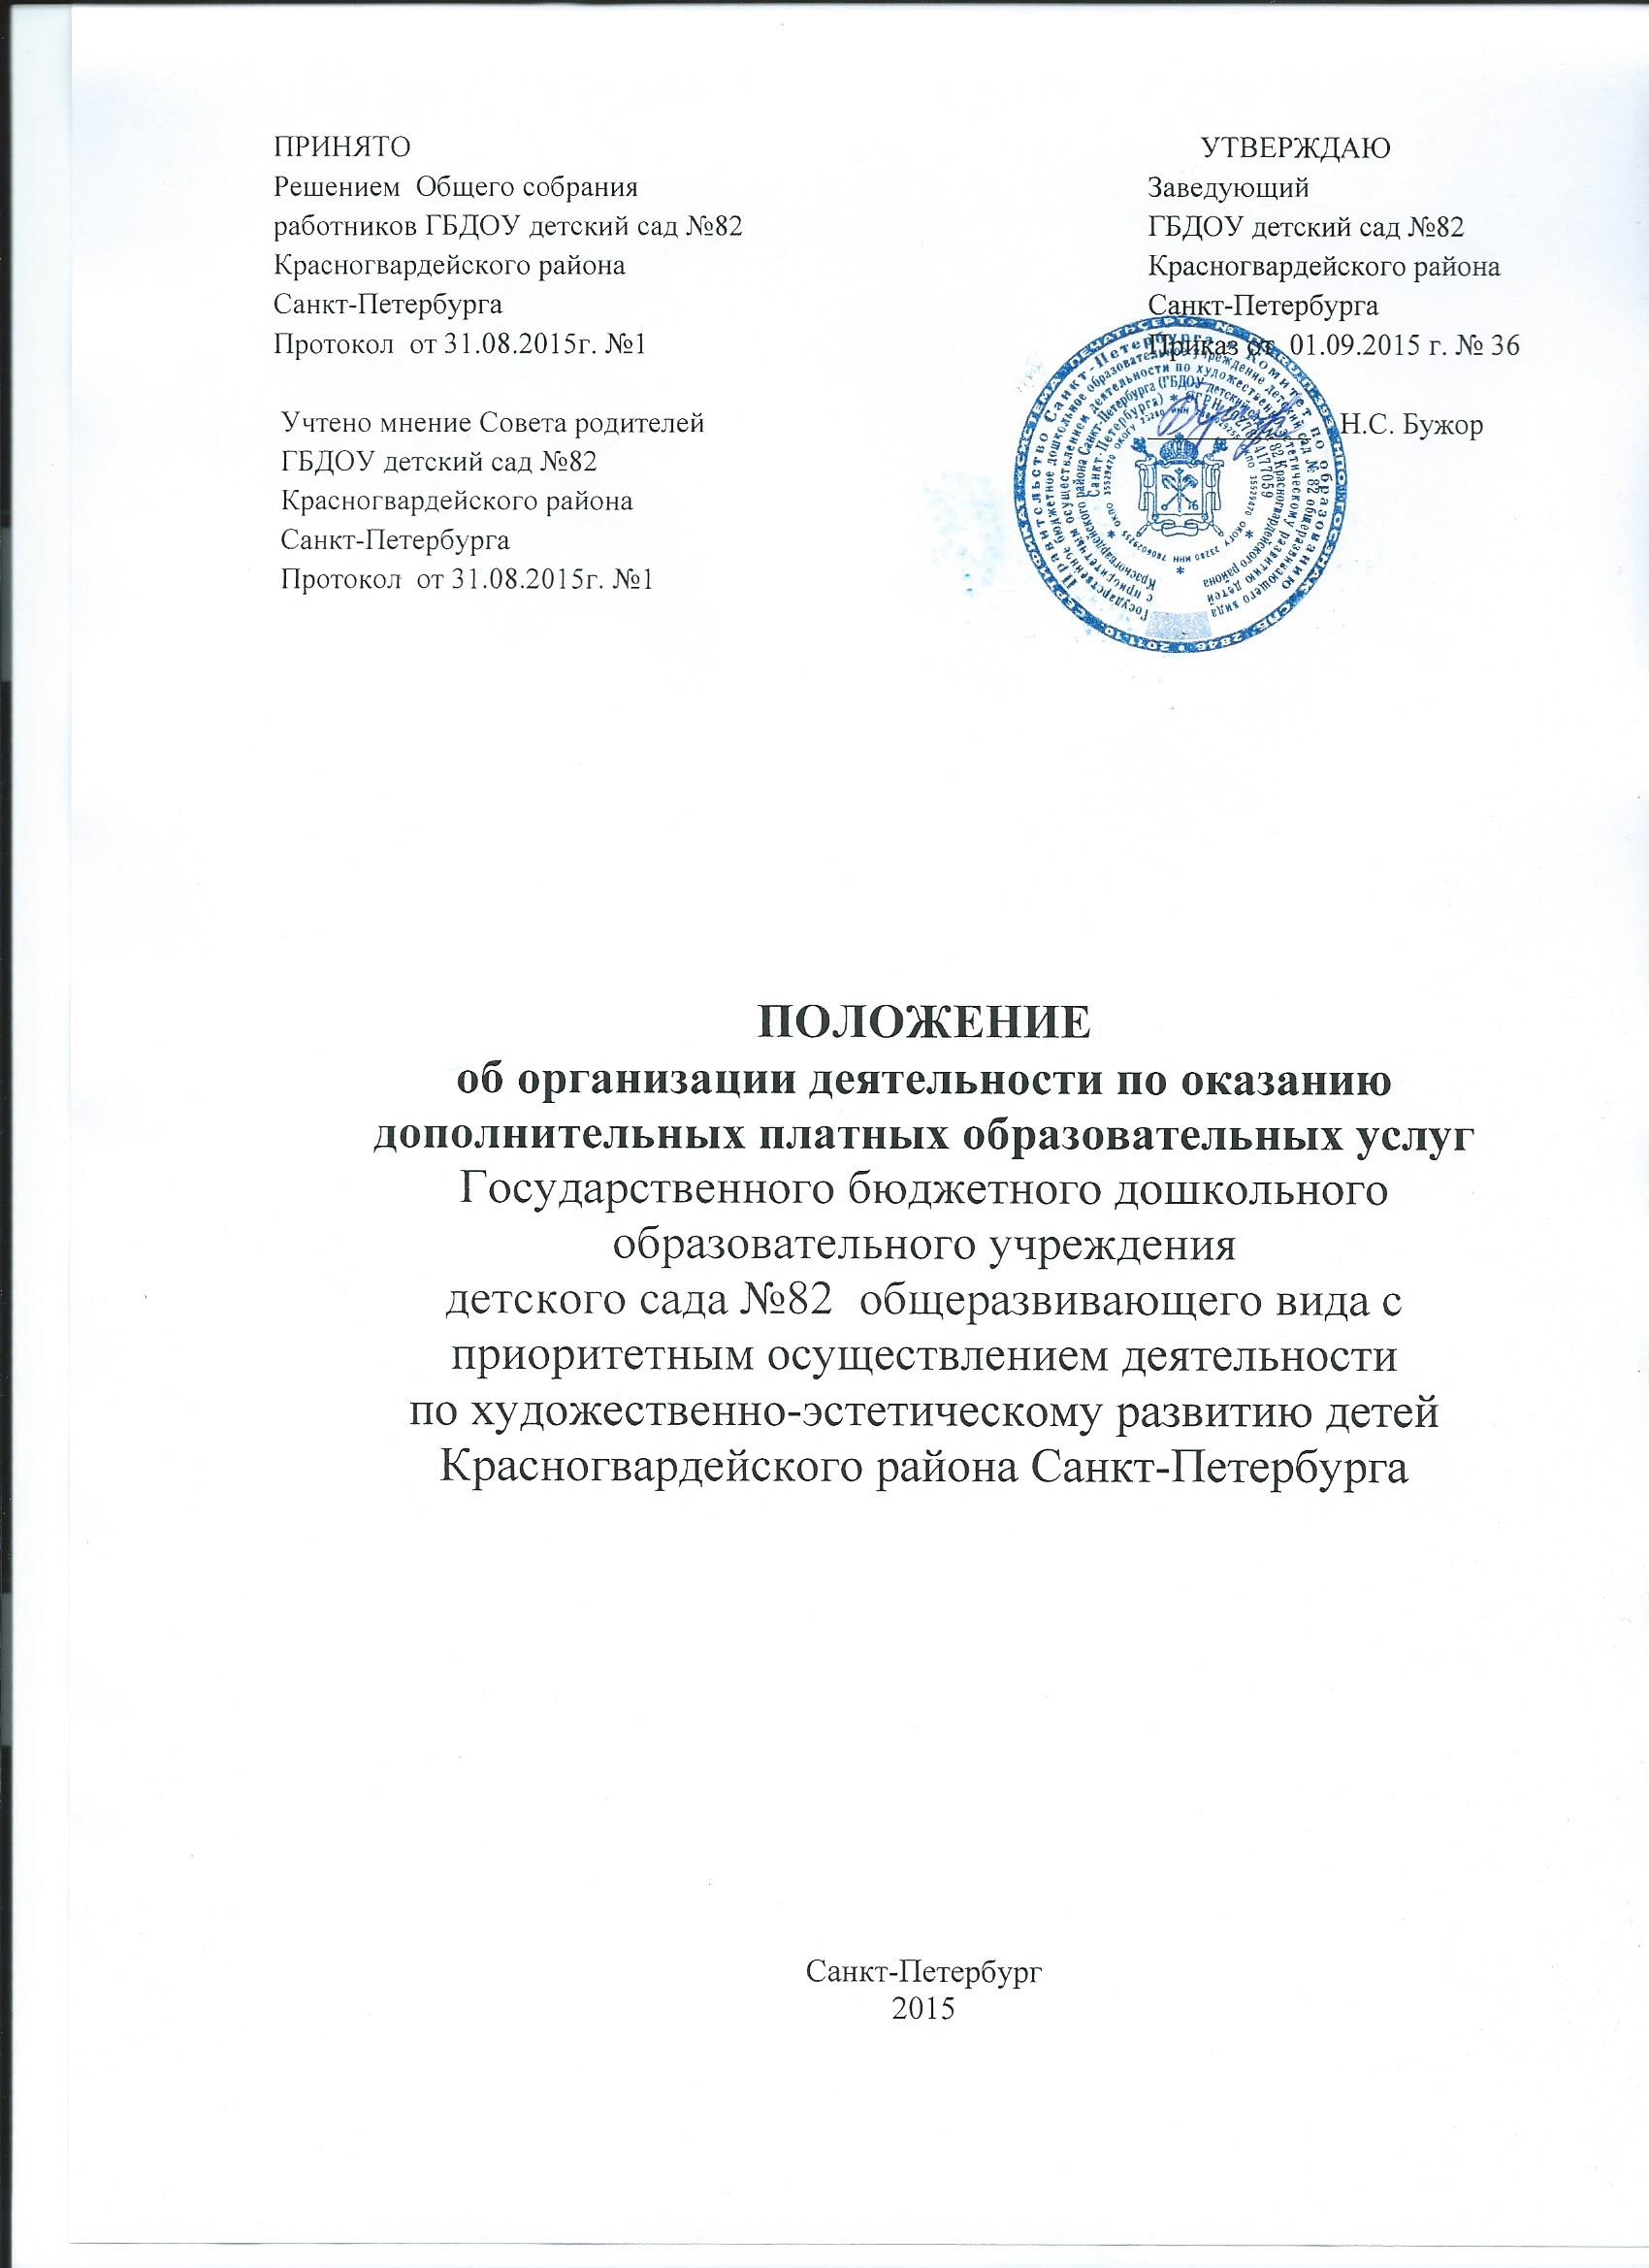 ПРИНЯТО
Решением Общего собрания
работников ГБДОУ детский сад №82
Красногвардейского района
Санкт-Петербурга
Протокол от 31.08.2015г. №1
Учтено мнение Совета родителей
ГБДОУ детский сад №82
Красногвардейского района
Санкт-Петербурга
Протокол от 31.08.2015г. №1
УТВЕРЖДАЮ
Заведующий
ГБДОУ детский сад №82
Красногвардейского района
Санкт-Петербурга
Приказ от 01.09.2015 г. № 36
Н.С. Бужор
ПОЛОЖЕНИЕ
об организации деятельности по оказанию
дополнительных платных образовательных услуг
Государственного бюджетного дошкольного
образовательного учреждения
детского сада №82 общеразвивающего вида с
приоритетным осуществлением деятельности
по художественно-эстетическому развитию детей
Красногвардейского района Санкт-Петербурга
Санкт-Петербург
2015